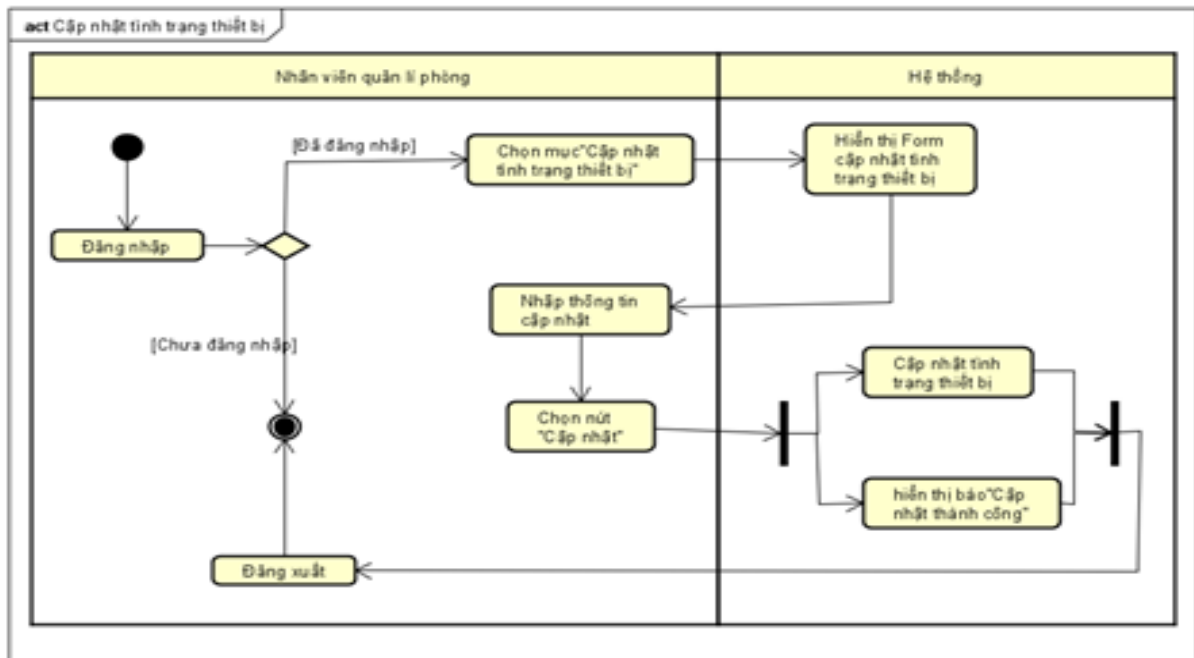 act Cập nhật tình trạng thiết bị
Nhân viên quản lí phòng
Hệ thống
[Đã đăng nhập]
Chọn mục"Cập nhật
tình trạng thiết bị"
Hiển thị Form
cập nhật tình
trạng thiết bị
Đăng nhập
Nhập thông tin
cập nhật
[Chưa đăng nhập]
Cập nhật tình
trạng thiết bị
Chọn nút
"Cập nhật"
hiển thị báo"Cập
nhật thành công"
Đăng xuất